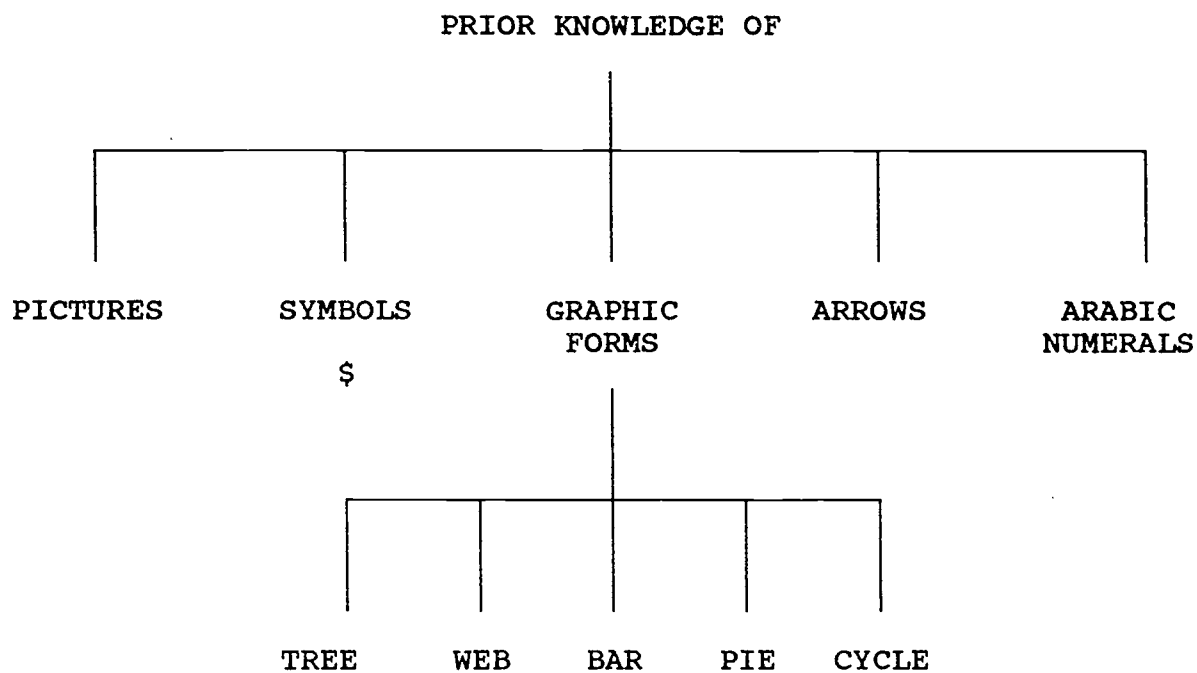 PRIOR KNOWLEDGE OF
PICTURES SYMBOLS GRAPHIC FORMS ARROWS ARABIC NUMERALS
$
TREE WEB BAR PIE CYCLE